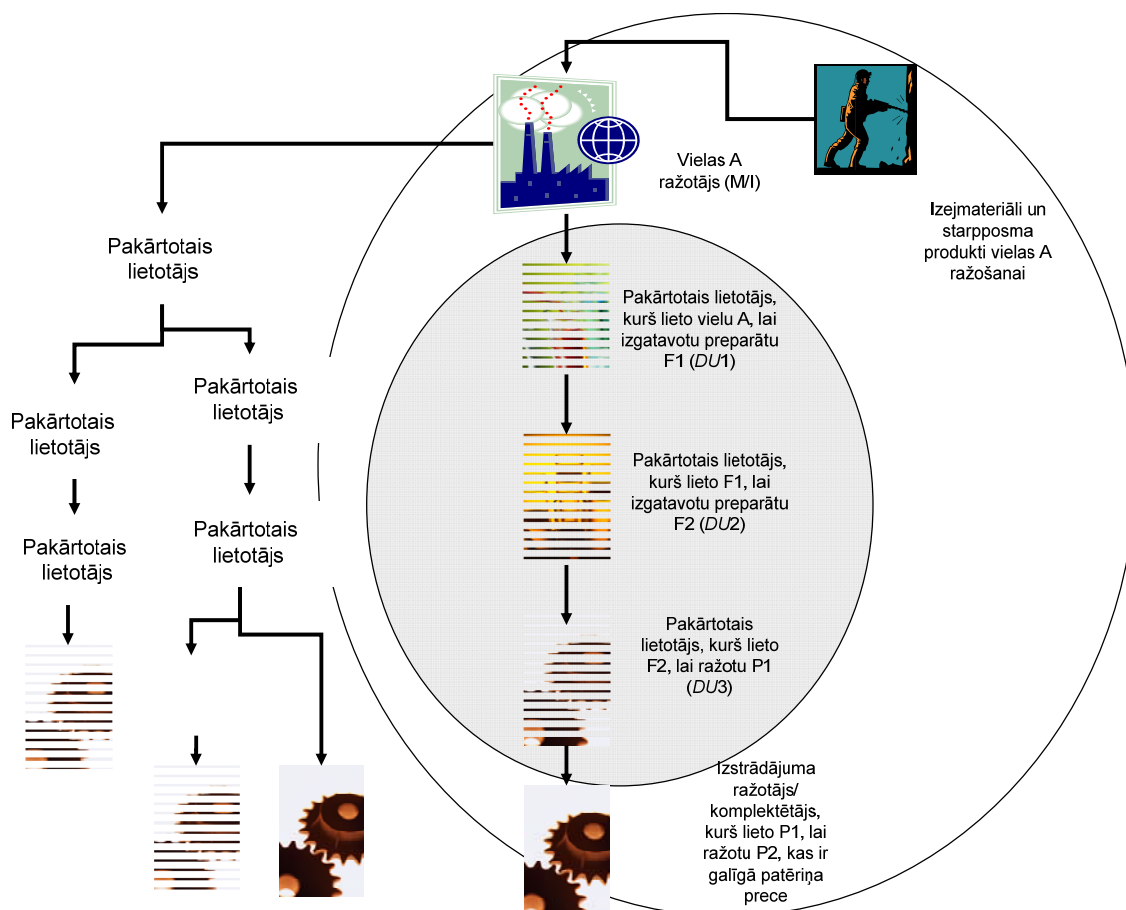 Vielas A
ražotājs (M/I)
Izejmateriāli un
starpposma
produkti vielas A
ražošanai
Pakārtotais
lietotājs
Pakārtotais lietotājs,
kurš lieto vielu A, lai
izgatavotu preparātu
F1 (DU1)
Pakārtotais
lietotājs
Pakārtotais
lietotājs
Pakārtotais lietotājs,
kurš lieto F1, lai
izgatavotu preparātu
F2 (DU2)
Pakārtotais
lietotājs
Pakārtotais
lietotājs
Pakārtotais
lietotājs, kurš lieto
F2, lai ražotu P1
(DU3)
Izstrādājuma
ražotājs/
komplektētājs,
kurš lieto P1, lai
ražotu P2, kas ir
galīgā patēriņa
prece